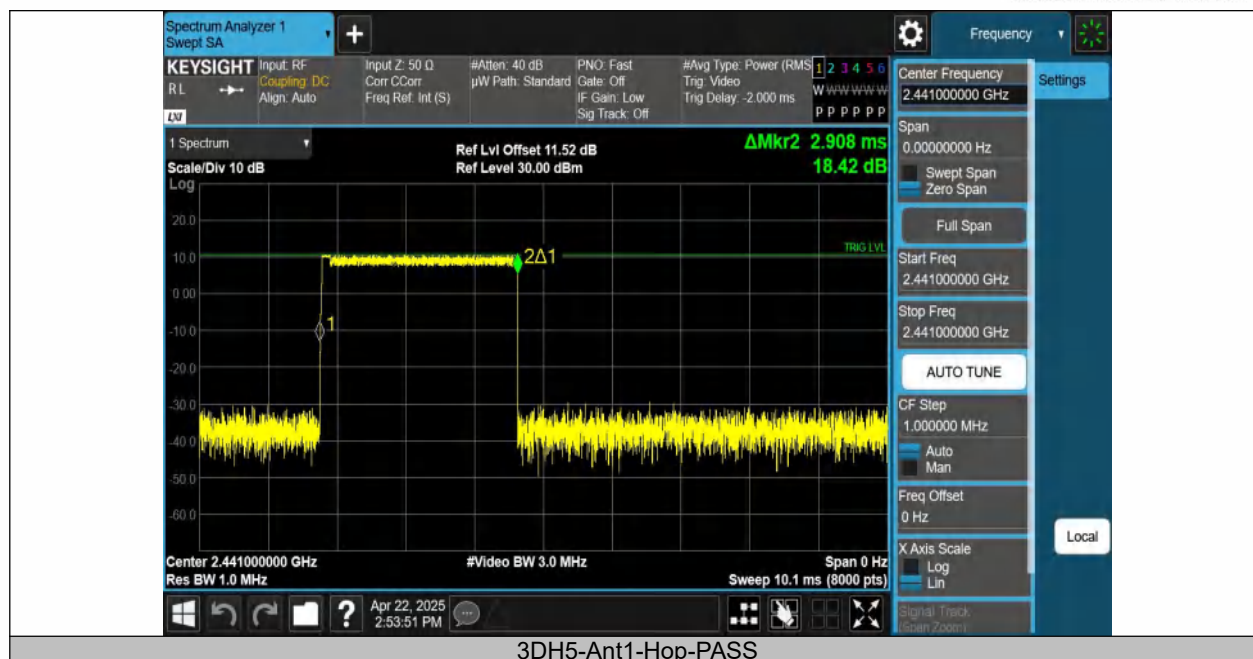 Spectrum Analyzer 1
Swept SA
Frequency
KEYSIGHT
RL
LXI
Input: RF
Coupling: DC
Align: Auto
Input Z: 50 Ω
Corr CCorr
Freq Ref: Int (S)
#Atten: 40 dB
µW Path: Standard
PNO: Fast
Gate: Off
IF Gain: Low
Sig Track: Off
#Avg Type: Power (RMS
Trig: Video
Trig Delay: -2.000 ms
1 2 3 4 5 6
W W W W W W
P P P P P P
1 Spectrum
Scale/Div 10 dB
Ref Lvl Offset 11.52 dB
Ref Level 30.00 dBm
ΔMkr2 2.908 ms
18.42 dB
Log
20.0
10.0
0.00
-10.0
-20.0
-30.0
-40.0
-50.0
-60.0
TRIG LVL
2Δ1
1
Center 2.441000000 GHz
Res BW 1.0 MHz
#Video BW 3.0 MHz
Span 0 Hz
Sweep 10.1 ms (8000 pts)
Center Frequency
2.441000000 GHz
Settings
Span
0.00000000 Hz
Swept Span
Zero Span
Full Span
Start Freq
2.441000000 GHz
Stop Freq
2.441000000 GHz
AUTO TUNE
CF Step
1.000000 MHz
Auto
Man
Freq Offset
0 Hz
X Axis Scale
Log
Lin
Signal Track
(Span Zoom)
Local
?
Apr 22, 2025
2:53:51 PM
3DH5-Ant1-Hop-PASS